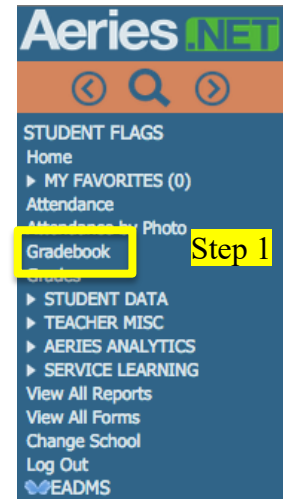 Aeries .NET
STUDENT FLAGS
Home
▶ MY FAVORITES (0)
Attendance
Attendance by Photo
Gradebook
Step 1
Grades
▶ STUDENT DATA
▶ TEACHER MISC
▶ AERIES ANALYTICS
▶ SERVICE LEARNING
View All Reports
View All Forms
Change School
Log Out
EADMS